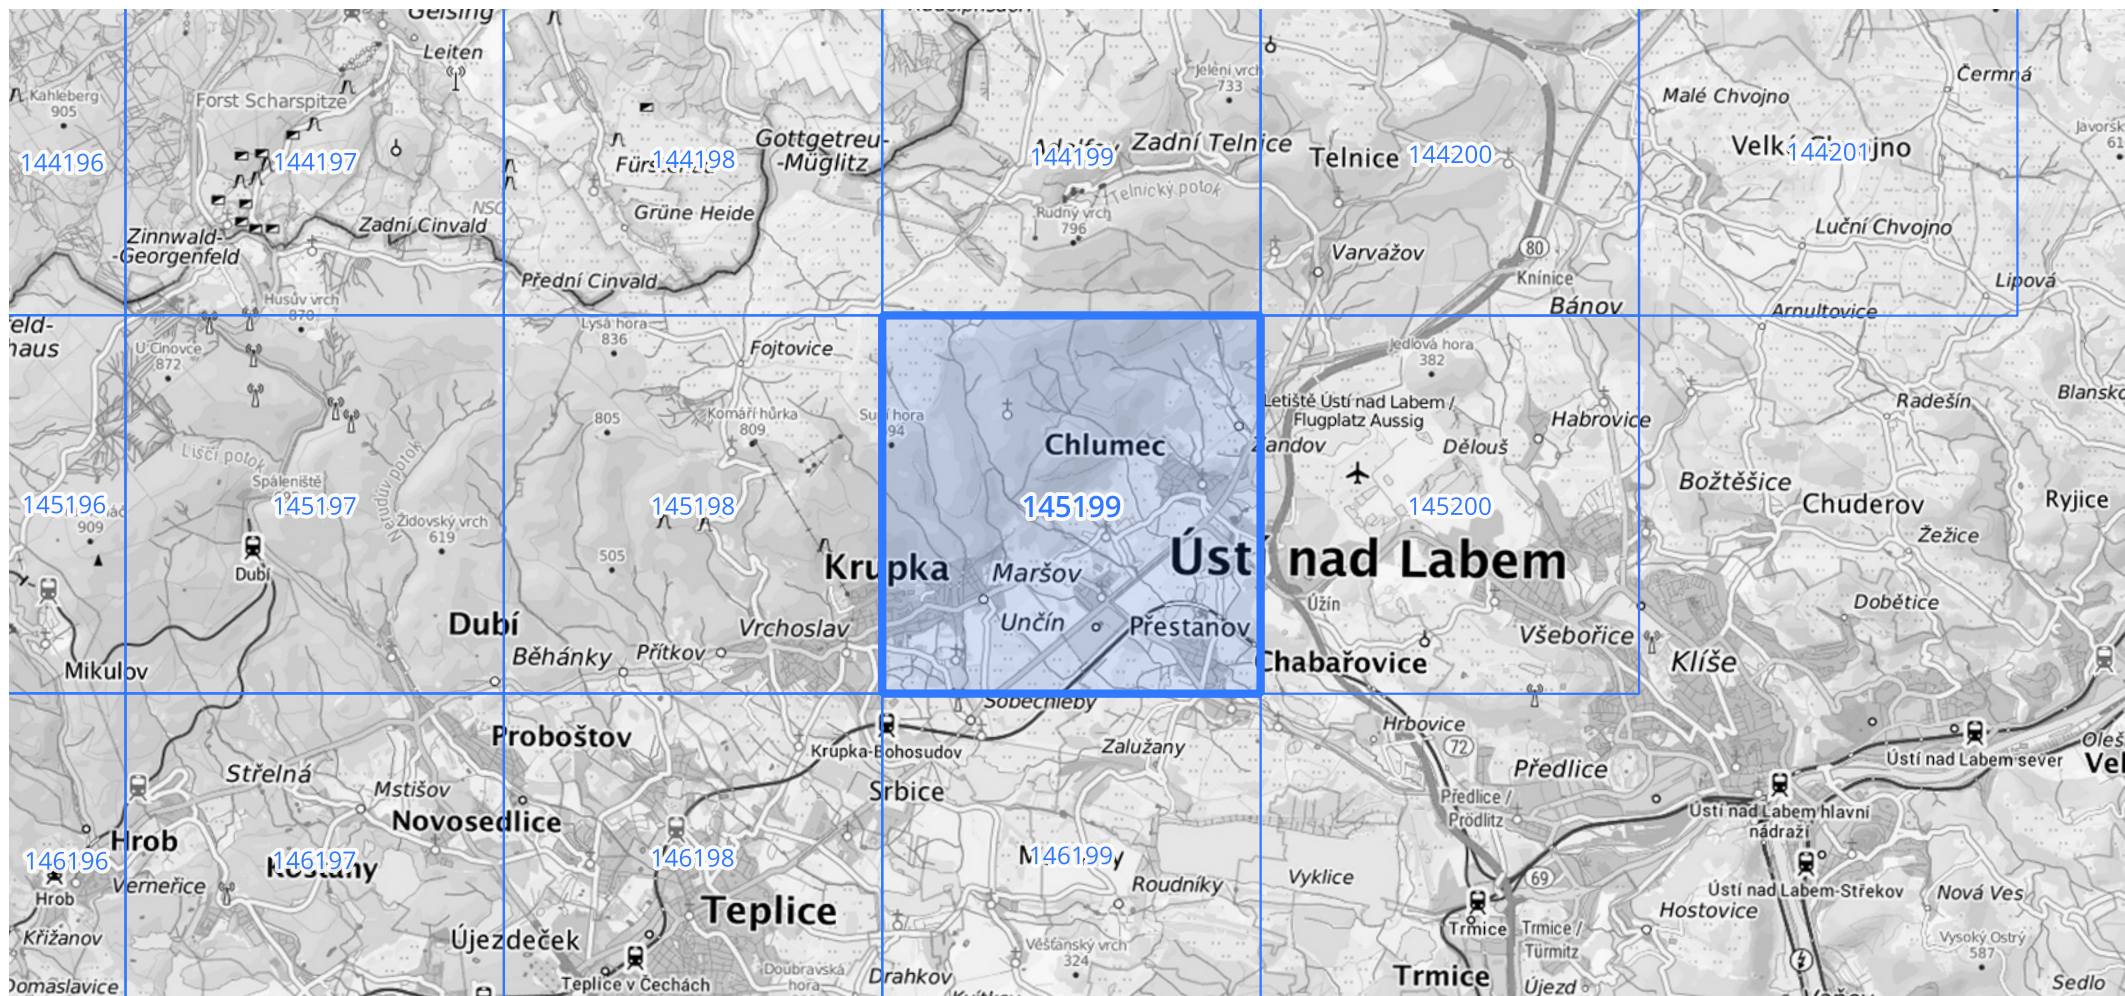 Geising
Leiten
Jelení vrch
733
Čermná
Kahleberg
905
Forst Scharspitze
Malé Chvojno
144196
144197
144198
Gottgetreu-
-Müglitz
144199
Zadní Telnice
Telnice
144200
144201
Telnický potok
NSG
Grüne Heide
Rudný vrch
796
Zadní Cinvald
Luční Chvojno
Zinnwald-
-Georgenfeld
Varvažov
80
Knínice
Přední Cinvald
Lipová
Husův vrch
870
Bánov
Arnultovice
eld-
haus
U Cínovce
872
Lysá hora
836
Fojtovice
Jedlová hora
382
Blansko
Letiště Ústí nad Labem /
Flugplatz Aussig
Radešín
805
Komáří hůrka
809
Habrovice
Chlumec
Žandov
Dělouš
Liščí potok
Spáleniště
Božtěšice
145196
909
145197
145198
145199
145200
Chuderov
Ryjice
Židovský vrch
619
Žežice
505
Ústí nad Labem
Dubí
Krupka
Maršov
Úžín
Dobětice
Dubí
Unčín
Přestanov
Vrchoslav
Všebořice
Běhánky
Přítkov
Mikulov
Chabařovice
Klíše
Soběchleby
Proboštov
Hrbovice
Krupka-Bohosudov
Zalužany
72
Střelná
Předlice
Ústí nad Labem sever
Mstišov
Srbice
Předlice /
Prödlitz
Ústí nad Labem hlavní
nádraží
Novosedlice
Hrob
146196
146197
146198
146199
Verneřice
Hrob
Vyklice
69
Roudníky
Ústí nad Labem-Střekov
Nová Ves
Teplice
Hostovice
Trmice
Trmice /
Türmitz
Křižanov
Újezdeček
Věšťanský vrch
324
Vysoký Ostrý
587
Teplice v Čechách
Doubravská
hora
Drahkov
Trmice
Újezd
Sedlo
Domaslavice